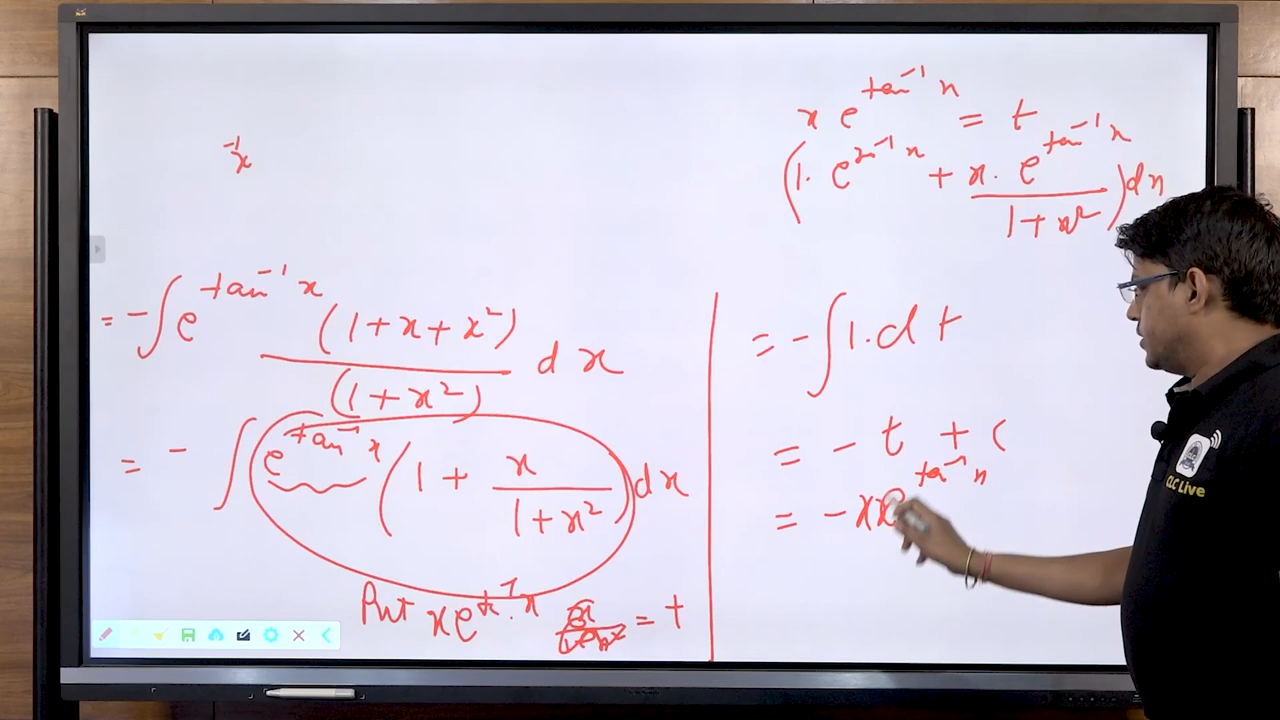 x e^{tan^{-1} x} = t
(1. e^{tan^{-1} x} + x. e^{tan^{-1} x} / 1+x²) dx
-1 x
= -∫ e^{tan^{-1} x} (1+x+x²) / (1+x²) dx
= - ∫ e^{tan^{-1} x} (1 + x / 1+x²) dx
Put x e^{tan^{-1} x} = t
= -∫ 1.dt
= - t + c
= - x e^{tan^{-1} x}
CLC Live